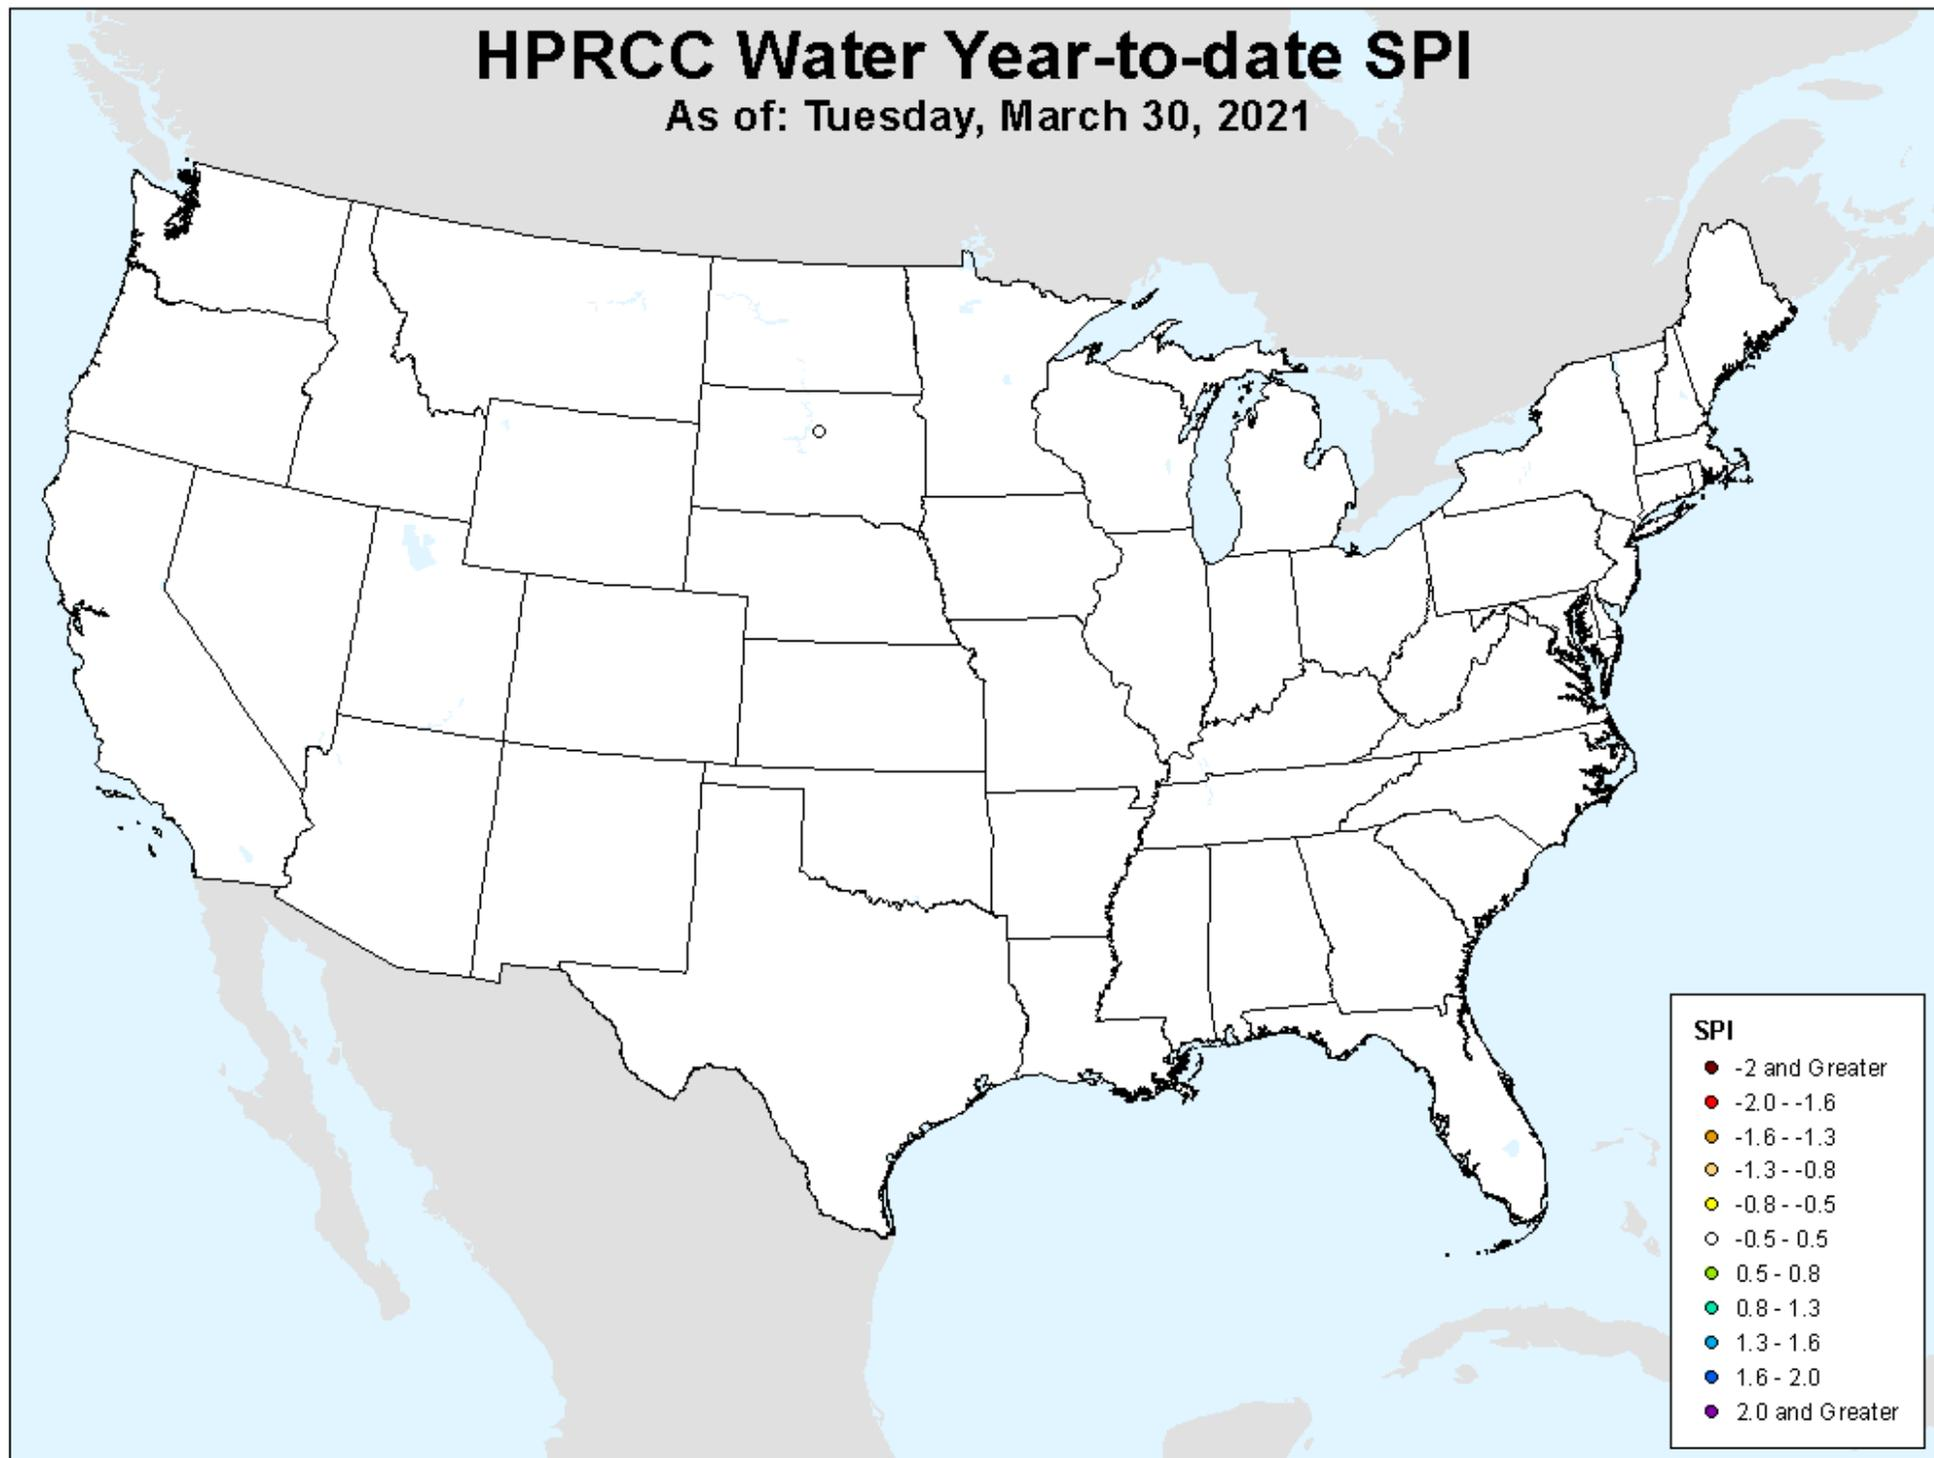 HPRCC Water Year-to-date SPI
As of: Tuesday, March 30, 2021
SPI
-2 and Greater
-2.0 - -1.6
-1.6 - -1.3
-1.3 - -0.8
-0.8 - -0.5
-0.5 - 0.5
0.5 - 0.8
0.8 - 1.3
1.3 - 1.6
1.6 - 2.0
2.0 and Greater